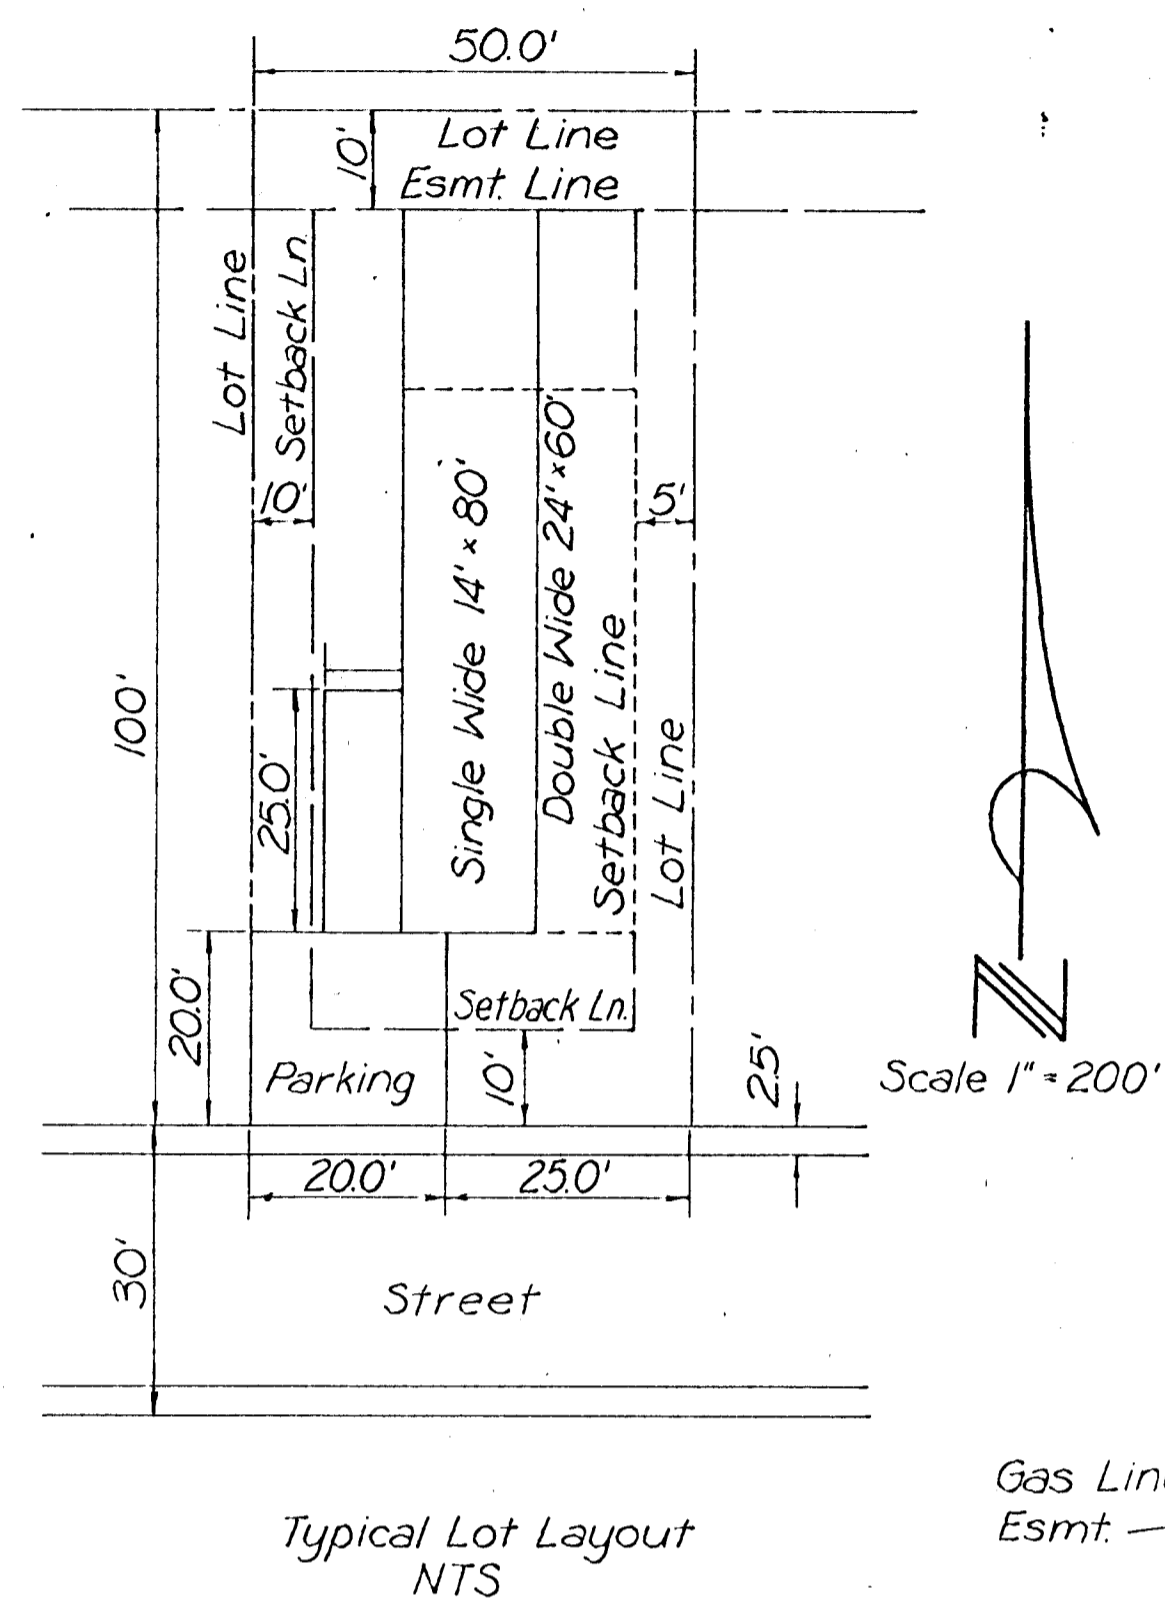 50.0'
10'
Lot Line
Esmt. Line
Lot Line
Setback Ln.
10'
5'
Single Wide 14' × 80'
Double Wide 24' × 60'
Setback Line
Lot Line
100'
25.0'
20.0'
Setback Ln.
Parking
10'
2.5'
Scale 1" = 200'
N
20.0'
25.0'
30'
Street
Typical Lot Layout
NTS
Gas Lin
Esmt.